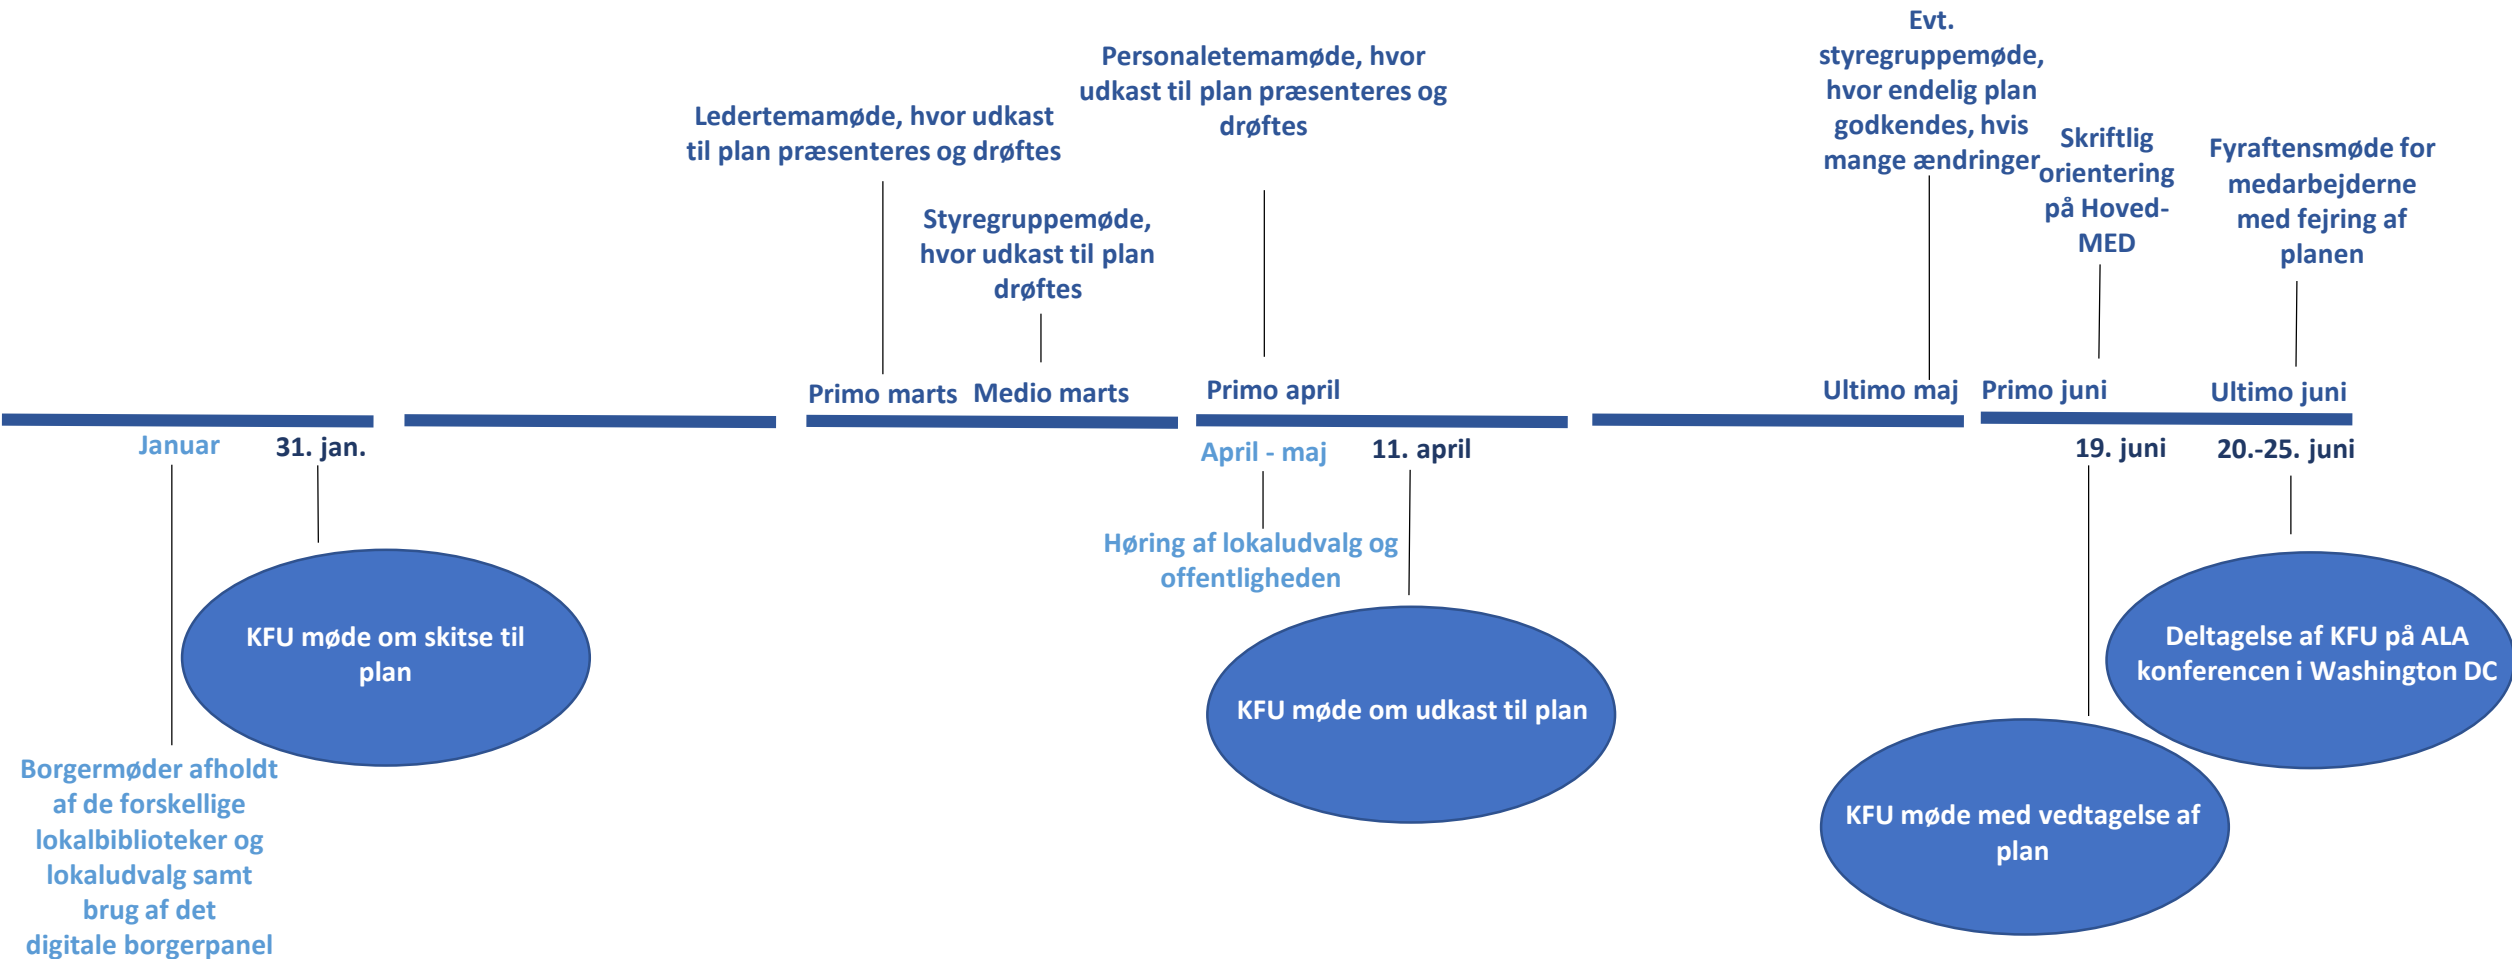 Ledertemamøde, hvor udkast
til plan præsenteres og drøftes
Styregruppemøde,
hvor udkast til plan
drøftes
Personaletemamøde, hvor
udkast til plan præsenteres og
drøftes
Evt.
styregruppemøde,
hvor endelig plan
godkendes, hvis
mange ændringer
Skriftlig
orientering
på Hoved-
MED
Fyraftensmøde for
medarbejderne
med fejring af
planen
Primo marts
Medio marts
Primo april
Ultimo maj
Primo juni
Ultimo juni
Januar
31. jan.
April - maj
11. april
19. juni
20.-25. juni
Borgermøder afholdt
af de forskellige
lokalbiblioteker og
lokaludvalg samt
brug af det
digitale borgerpanel
KFU møde om skitse til
plan
Høring af lokaludvalg og
offentligheden
KFU møde om udkast til plan
KFU møde med vedtagelse af
plan
Deltagelse af KFU på ALA
konferencen i Washington DC